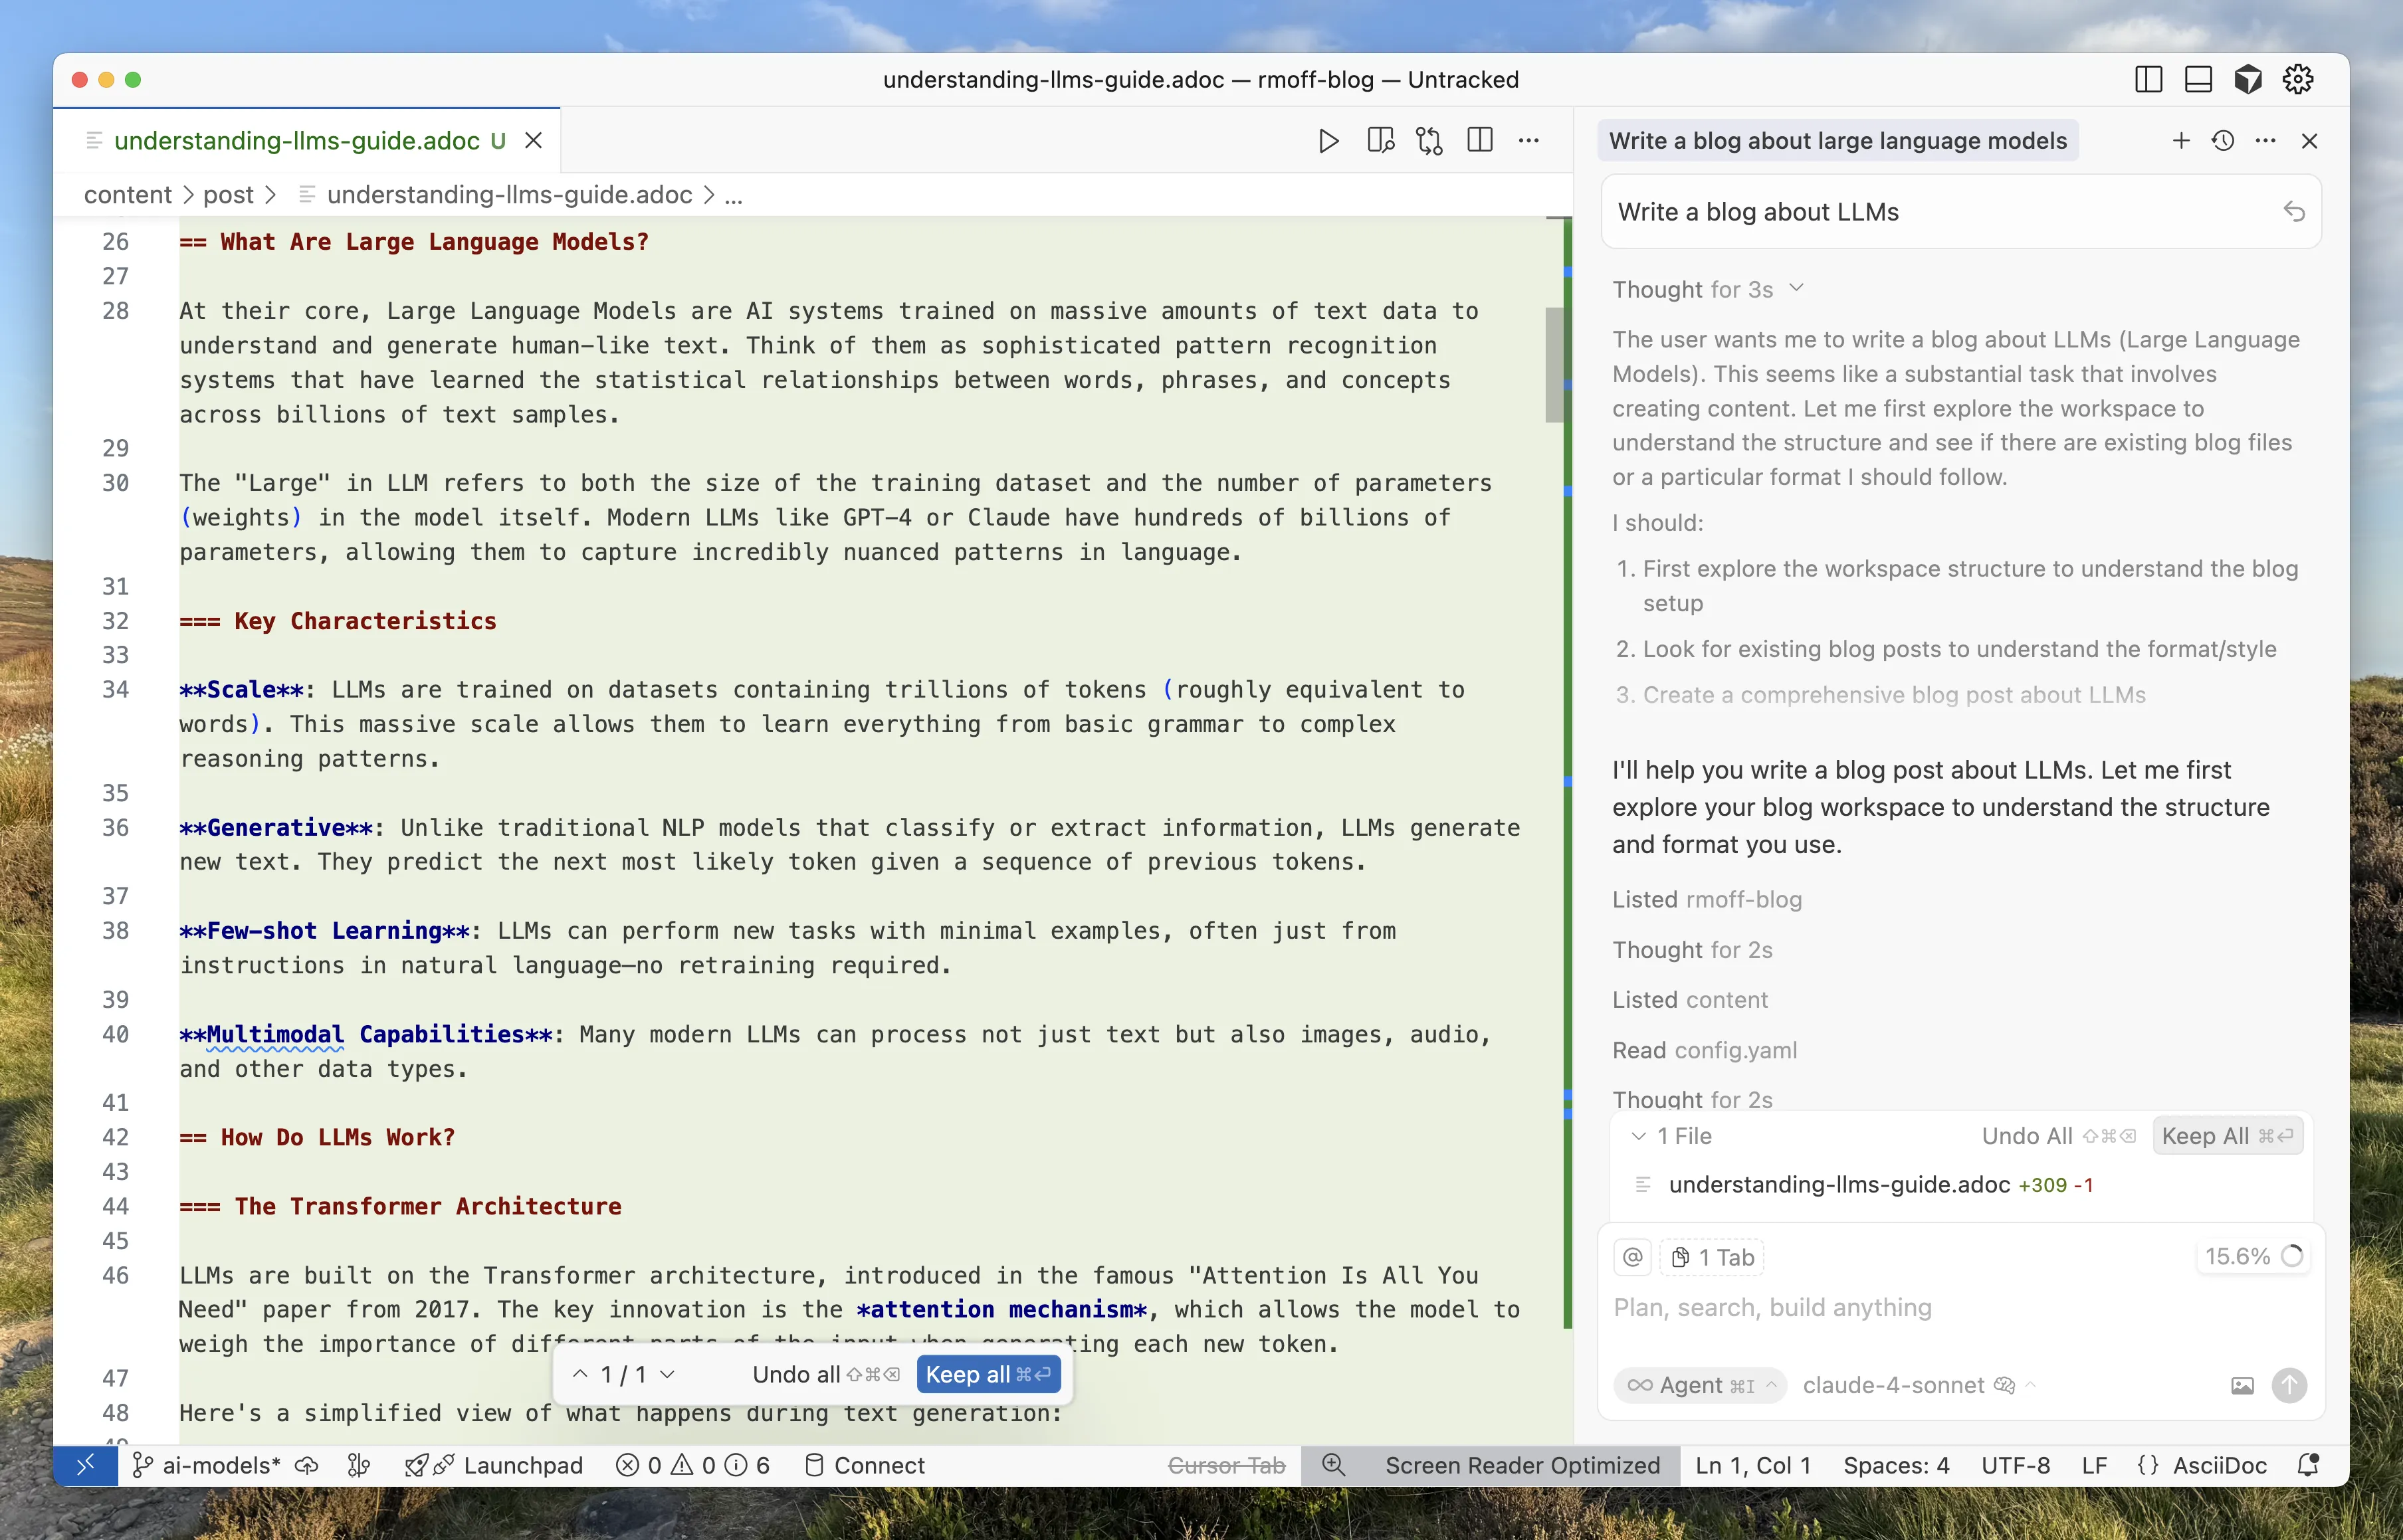 understanding-llms-guide.adoc — rmoff-blog — Untracked
understanding-llms-guide.adoc U
content > post > understanding-llms-guide.adoc > ...
26 == What Are Large Language Models?
27
28 At their core, Large Language Models are AI systems trained on massive amounts of text data to
understand and generate human-like text. Think of them as sophisticated pattern recognition
systems that have learned the statistical relationships between words, phrases, and concepts
across billions of text samples.
29
30 The "Large" in LLM refers to both the size of the training dataset and the number of parameters
(weights) in the model itself. Modern LLMs like GPT-4 or Claude have hundreds of billions of
parameters, allowing them to capture incredibly nuanced patterns in language.
31
32 === Key Characteristics
33
34 **Scale**: LLMs are trained on datasets containing trillions of tokens (roughly equivalent to
words). This massive scale allows them to learn everything from basic grammar to complex
reasoning patterns.
35
36 **Generative**: Unlike traditional NLP models that classify or extract information, LLMs generate
new text. They predict the next most likely token given a sequence of previous tokens.
37
38 **Few-shot Learning**: LLMs can perform new tasks with minimal examples, often just from
instructions in natural language—no retraining required.
39
40 **Multimodal Capabilities**: Many modern LLMs can process not just text but also images, audio,
and other data types.
41
42 == How Do LLMs Work?
43
44 === The Transformer Architecture
45
46 LLMs are built on the Transformer architecture, introduced in the famous "Attention Is All You
Need" paper from 2017. The key innovation is the *attention mechanism*, which allows the model to
weigh the importance of different parts of the input when generating each new token.
47
48 Here's a simplified view of what happens during text generation:
1 / 1 Undo all ⇧⌘⌫ Keep all ⌘⏎
Write a blog about large language models
Write a blog about LLMs
Thought for 3s
The user wants me to write a blog about LLMs (Large Language
Models). This seems like a substantial task that involves
creating content. Let me first explore the workspace to
understand the structure and see if there are existing blog files
or a particular format I should follow.
I should:
1. First explore the workspace structure to understand the blog
setup
2. Look for existing blog posts to understand the format/style
3. Create a comprehensive blog post about LLMs
I'll help you write a blog post about LLMs. Let me first
explore your blog workspace to understand the structure
and format you use.
Listed rmoff-blog
Thought for 2s
Listed content
Read config.yaml
Thought for 2s
1 File Undo All ⇧⌘⌫ Keep All ⌘⏎
understanding-llms-guide.adoc +309 -1
@ 1 Tab 15.6%
Plan, search, build anything
Agent ⌘I claude-4-sonnet
ai-models* Launchpad 0 0 6 Connect Cursor Tab Screen Reader Optimized Ln 1, Col 1 Spaces: 4 UTF-8 LF {} AsciiDoc